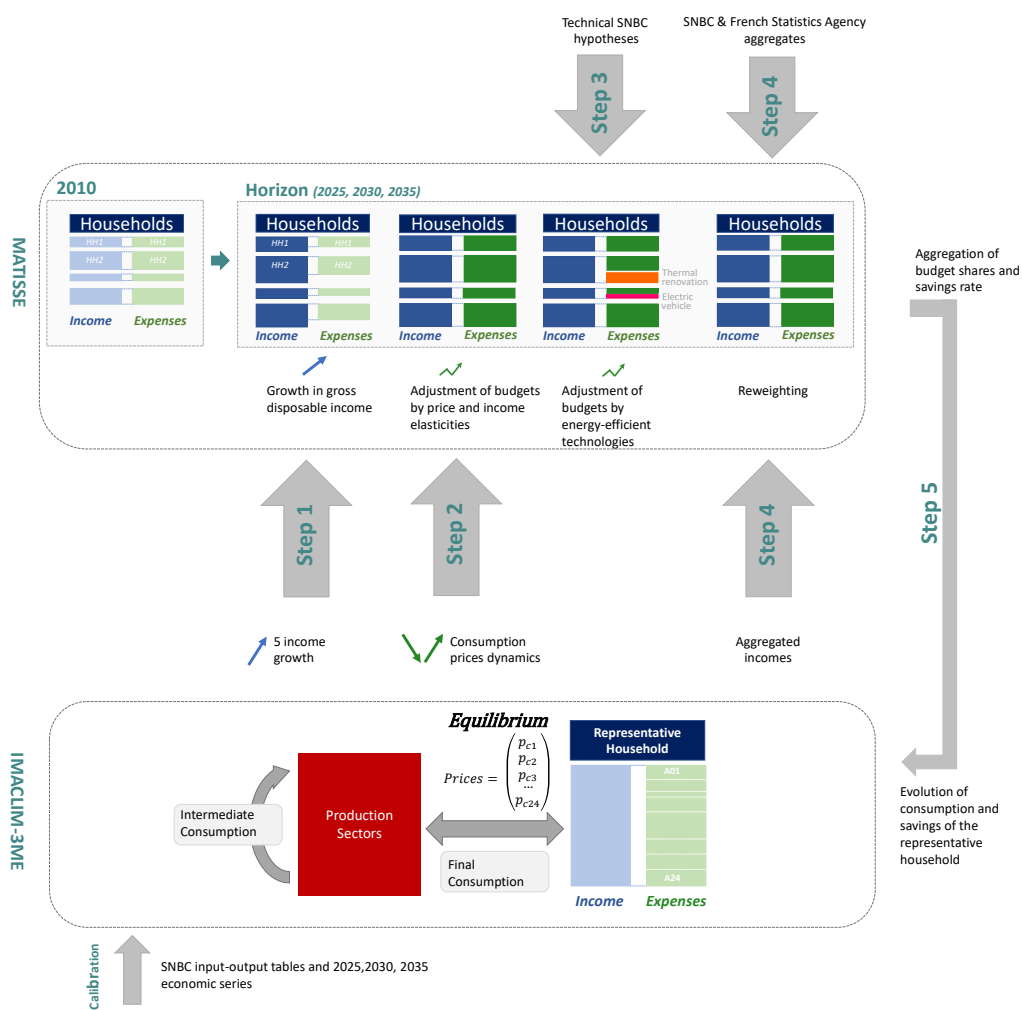 Technical SNBC
hypotheses
SNBC & French Statistics Agency
aggregates
Step 3
Step 4
MATISSE
2010
Households
HH1
HH1
HH2
HH2
Income
Expenses
Horizon (2025, 2030, 2035)
Households
HH1
HH1
HH2
HH2
Income
Expenses
Households
Income
Expenses
Households
Thermal
renovation
Electric
vehicle
Income
Expenses
Households
Income
Expenses
Growth in gross
disposable income
Adjustment of budgets
by price and income
elasticities
Adjustment of
budgets by
energy-efficient
technologies
Reweighting
Aggregation of
budget shares and
savings rate
Step 1
Step 2
Step 4
Step 5
5 income
growth
Consumption
prices dynamics
Aggregated
incomes
IMACLIM-3ME
Equilibrium
Prices =
p c1
p c2
p c3
...
p c24
Representative
Household
A01
A24
Income
Expenses
Intermediate
Consumption
Production
Sectors
Final
Consumption
Evolution of
consumption and
savings of the
representative
household
Calibration
SNBC input-output tables and 2025,2030, 2035
economic series